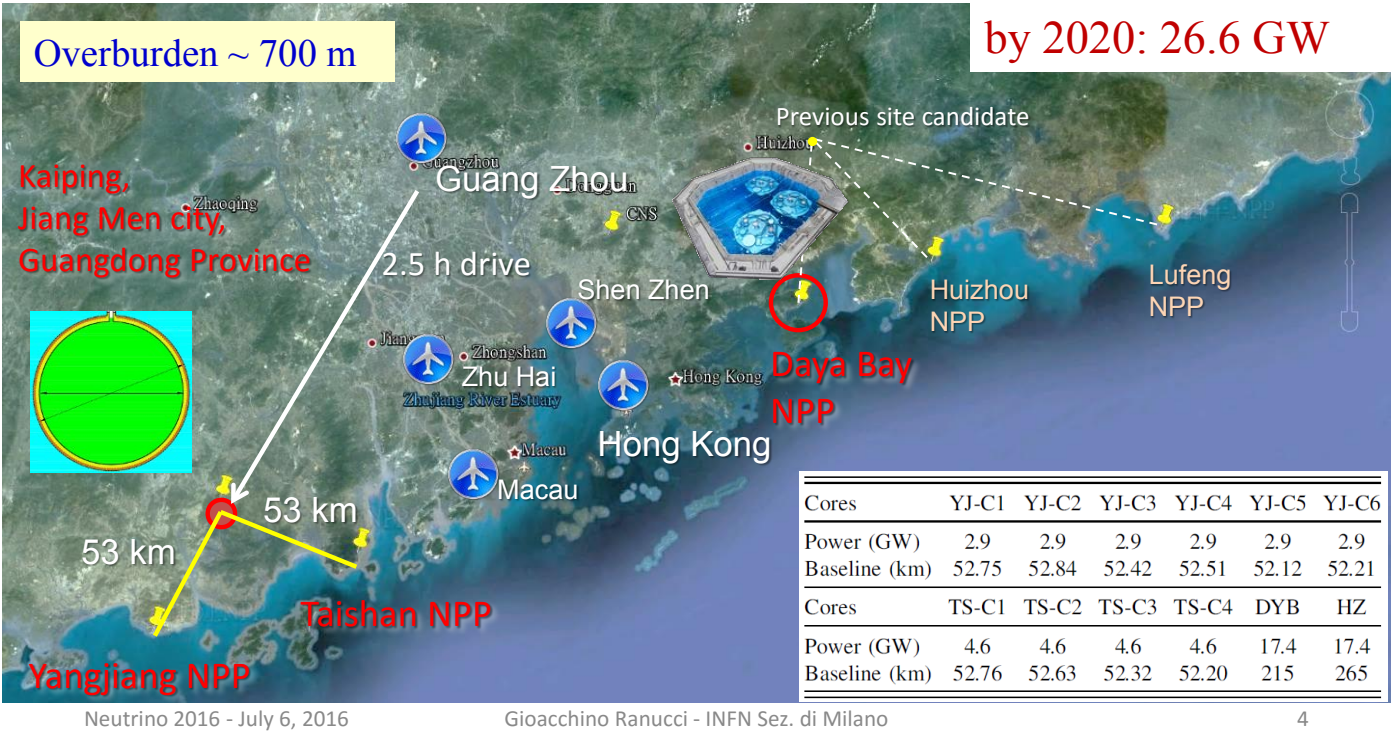 Overburden ~ 700 m
by 2020: 26.6 GW
Previous site candidate
Huizho
Guangzhou
Guang Zhou
Kaiping,
Jiang Men city,
Guangdong Province
Zhaoqing
CNS
2.5 h drive
Shen Zhen
Huizhou
NPP
Lufeng
NPP
Jiang
Zhongshan
Zhu Hai
Zhujiang River Estuary
Hong Kong
Daya Bay
NPP
Hong Kong
Macau
Macau
53 km
53 km
Taishan NPP
Yangjiang NPP
Cores YJ-C1 YJ-C2 YJ-C3 YJ-C4 YJ-C5 YJ-C6
Power (GW) 2.9 2.9 2.9 2.9 2.9 2.9
Baseline (km) 52.75 52.84 52.42 52.51 52.12 52.21
Cores TS-C1 TS-C2 TS-C3 TS-C4 DYB HZ
Power (GW) 4.6 4.6 4.6 4.6 17.4 17.4
Baseline (km) 52.76 52.63 52.32 52.20 215 265
Neutrino 2016 - July 6, 2016 Gioacchino Ranucci - INFN Sez. di Milano 4